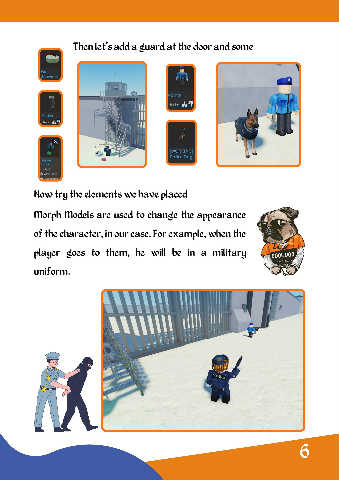 Then let's add a guard at the door and some
Now try the elements we have placed
Morph Models are used to change the appearance
of the character, in our case. For example, when the
player goes to them, he will be in a military
uniform.
6